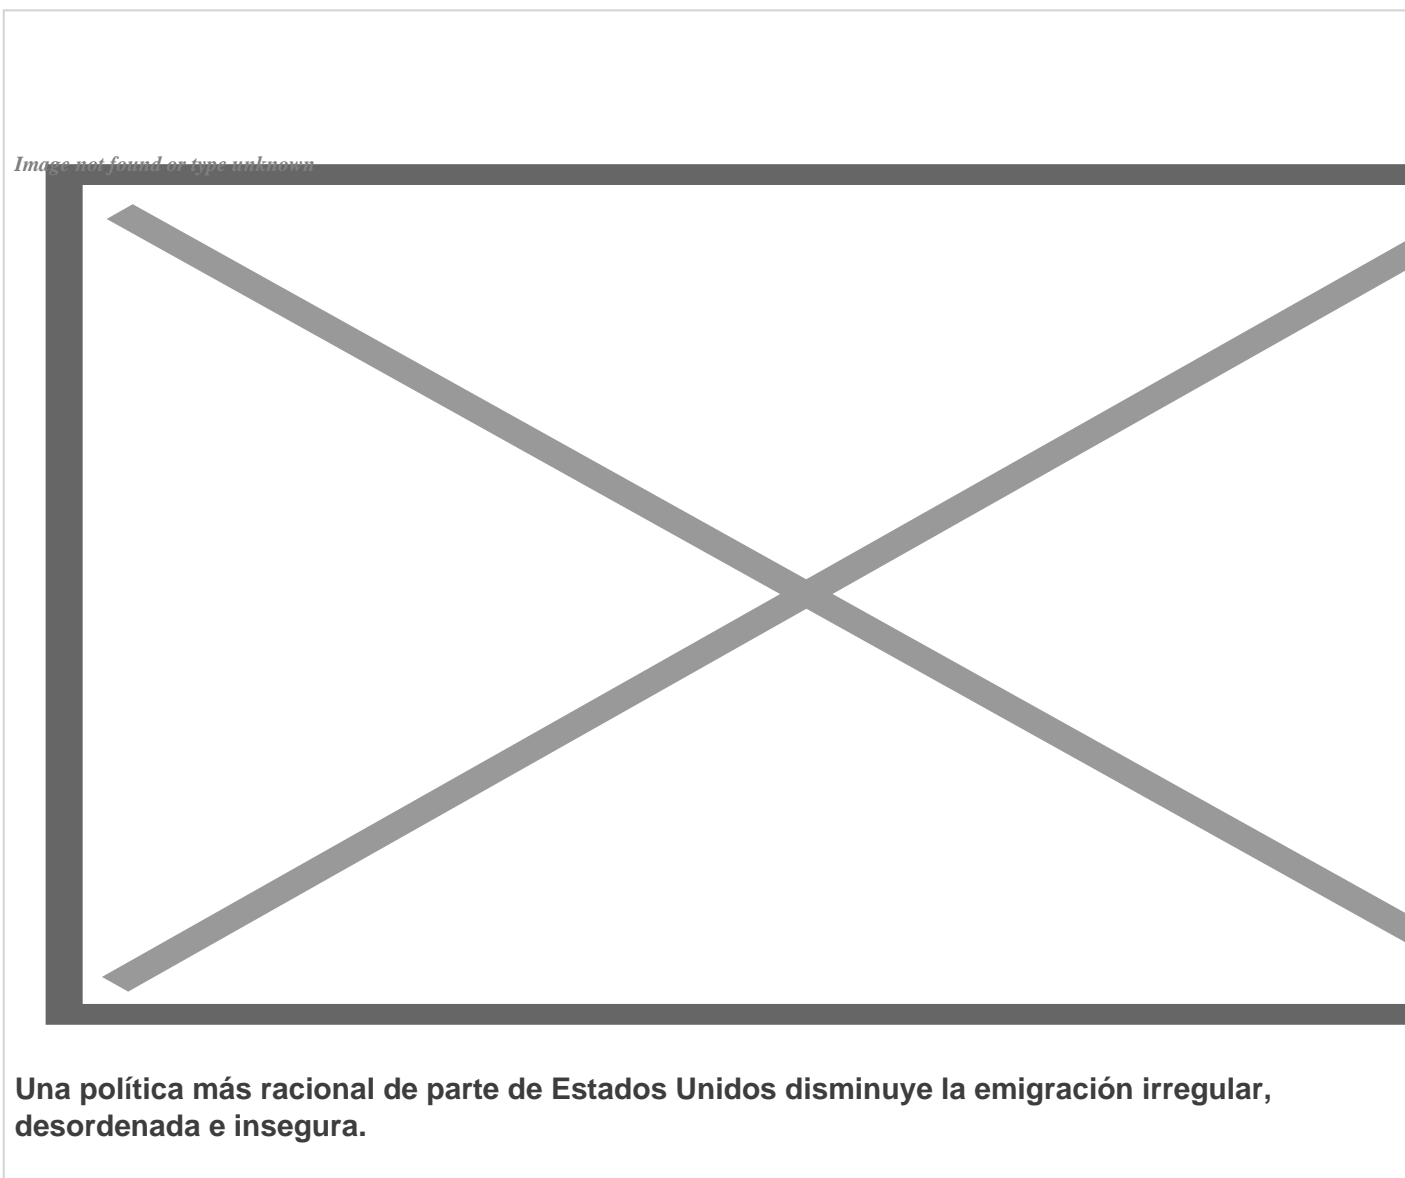 Image not found or type unknown
Una política más racional de parte de Estados Unidos disminuye la emigración irregular,
desordenada e insegura.